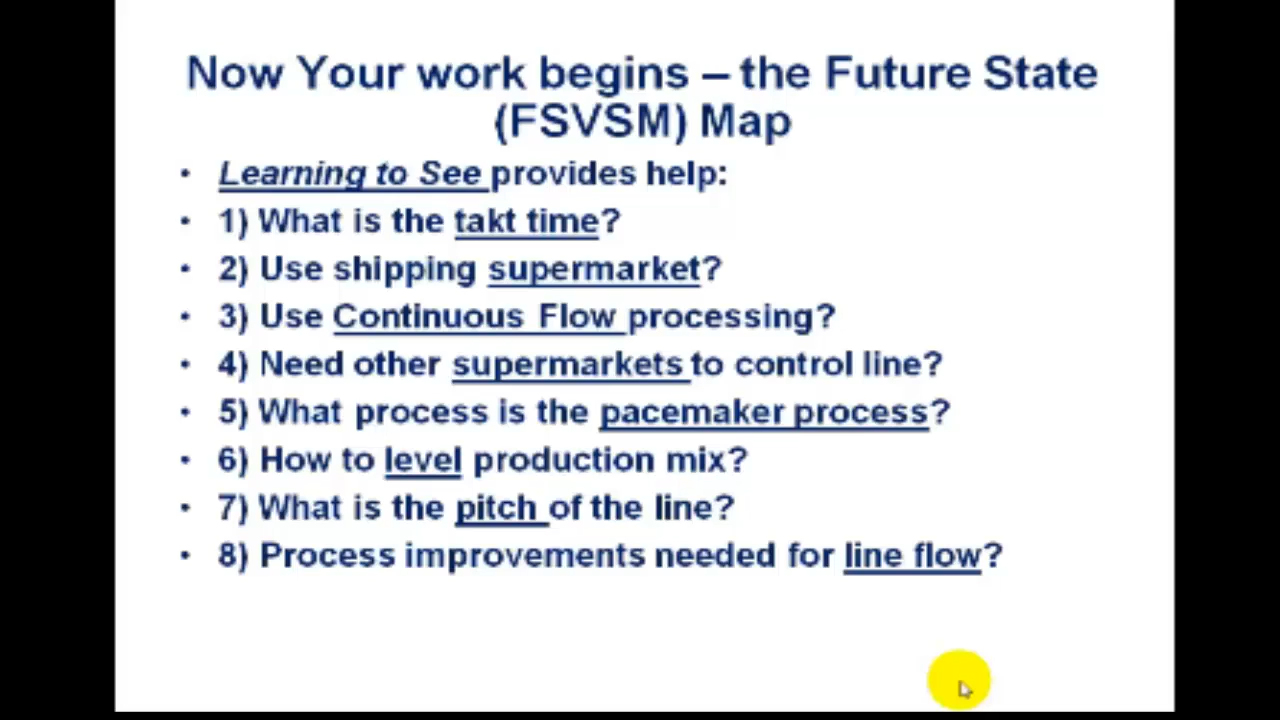 Now Your work begins – the Future State
(FSVSM) Map
• Learning to See provides help:
• 1) What is the takt time?
• 2) Use shipping supermarket?
• 3) Use Continuous Flow processing?
• 4) Need other supermarkets to control line?
• 5) What process is the pacemaker process?
• 6) How to level production mix?
• 7) What is the pitch of the line?
• 8) Process improvements needed for line flow?